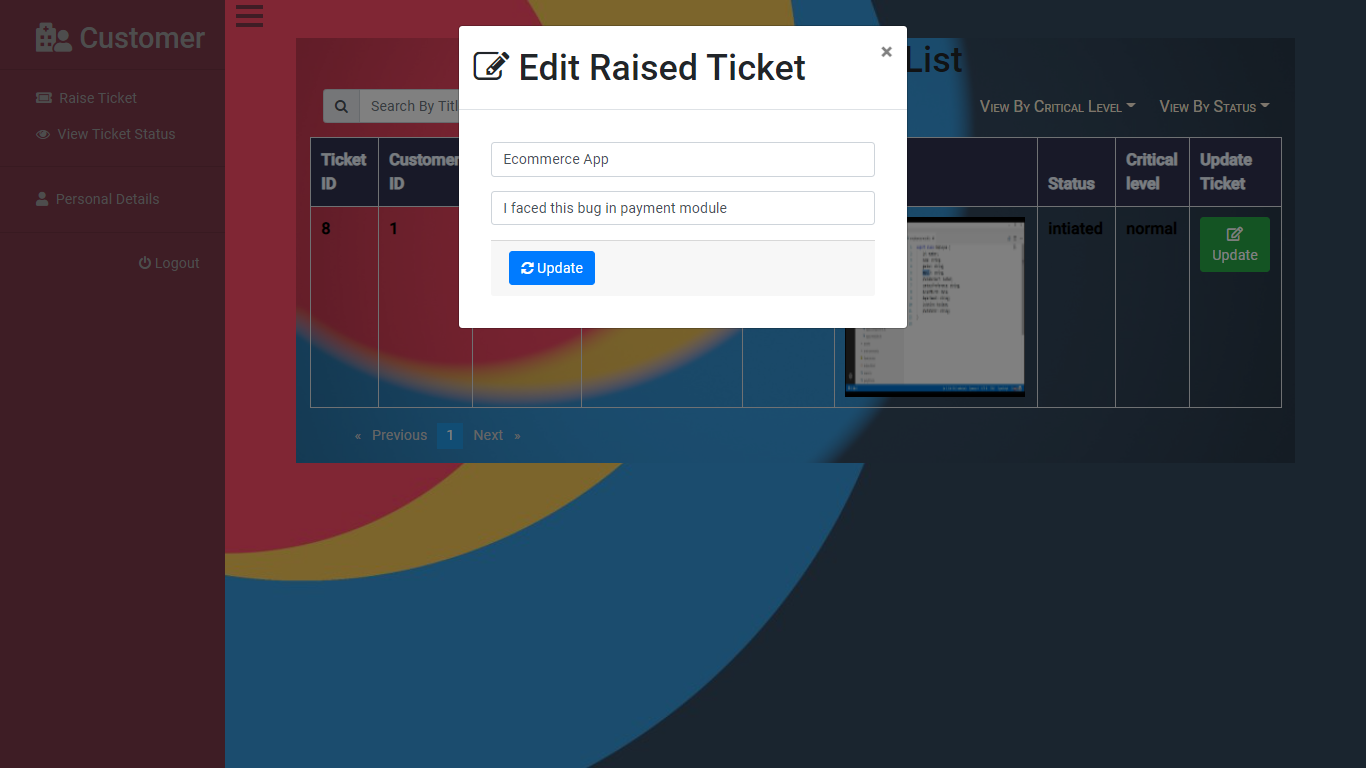 Customer
Raise Ticket
View Ticket Status
Personal Details
Logout
List
Search By Titl
View By Critical Level
View By Status
Edit Raised Ticket
×
Ecommerce App
I faced this bug in payment module
Update
Ticket ID
Customer ID
Status
Critical level
Update Ticket
8
1
intiated
normal
Update
« Previous 1 Next »